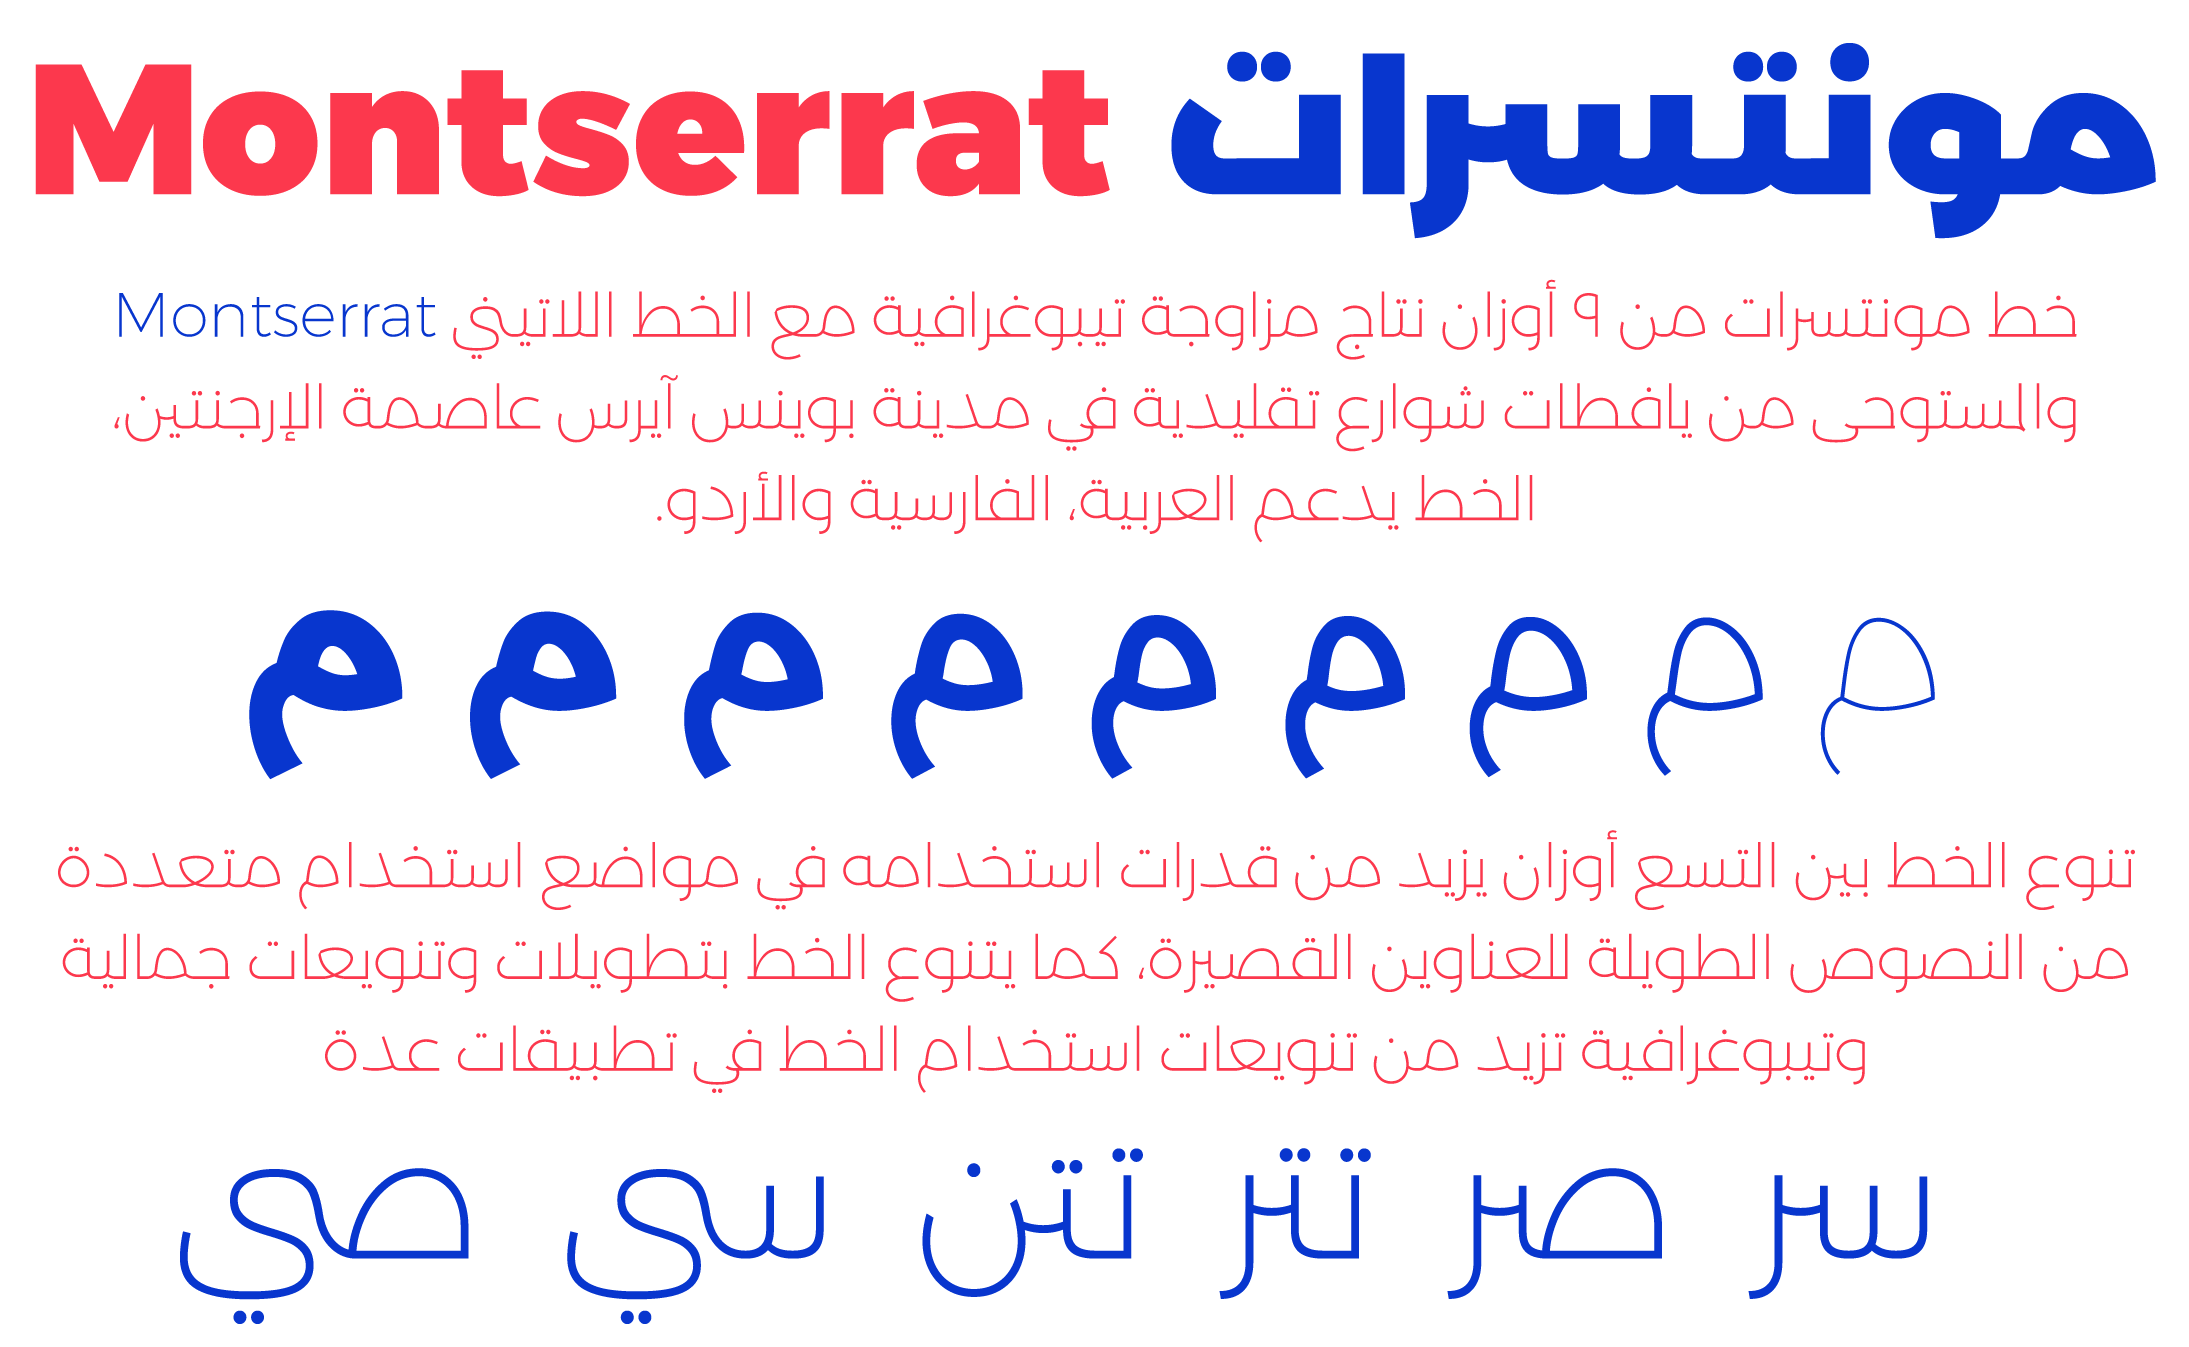 Montserrat مونتسرات
خط مونتسرات من ٩ أوزان نتاج مزاوجة تيبوغرافية مع الخط اللاتيني Montserrat
والمستوحى من يافطات شوارع تقليدية في مدينة بوينس آيرس عاصمة الإرجنتين،
الخط يدعم العربية، الفارسية والأردو.
م م م م م م م م م
تنوع الخط بين التسع أوزان يزيد من قدرات استخدامه في مواضع استخدام متعددة
من النصوص الطويلة للعناوين القصيرة، كما يتنوع الخط بتطويلات وتنويعات جمالية
وتيبوغرافية تزيد من تنويعات استخدام الخط في تطبيقات عدة
سر صر تتر تتن سي صي